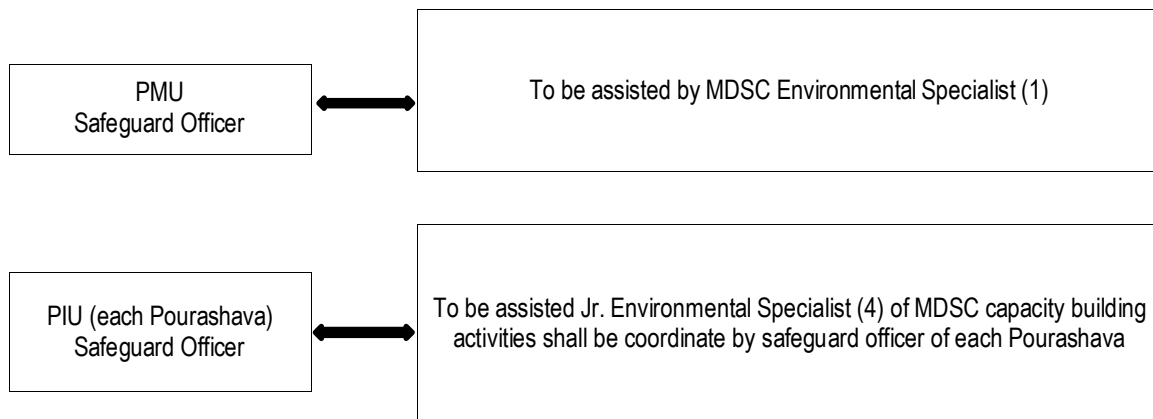 PMU
Safeguard Officer
To be assisted by MDSC Environmental Specialist (1)
PIU (each Pourashava)
Safeguard Officer
To be assisted Jr. Environmental Specialist (4) of MDSC capacity building
activities shall be coordinate by safeguard officer of each Pourashava